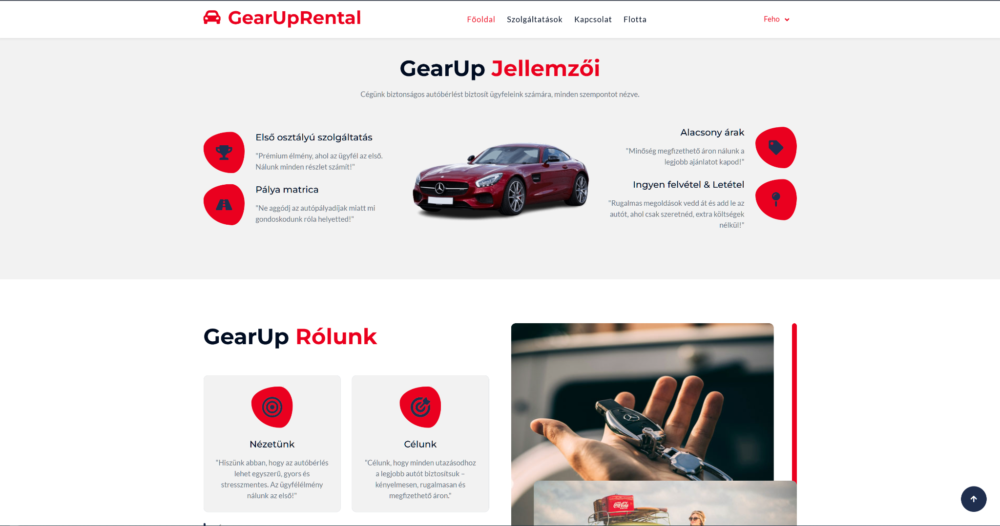 GearUpRental
Főoldal Szolgáltatások Kapcsolat Flotta
Feho
GearUp Jellemzői
Cégünk biztonságos autóbérlést biztosít ügyfeleink számára, minden szempontot nézve.
Első osztályú szolgáltatás
"Prémium élmény, ahol az ügyfél az első.
Nálunk minden részlet számít!"
Pálya matrica
"Ne aggódj az autópályadíjak miatt mi
gondoskodunk róla helyetted!"
Alacsony árak
"Minőség megfizethető áron nálunk a
legjobb ajánlatot kapod!"
Ingyen felvétel & Letétel
"Rugalmas megoldások vedd át és add le az
autót, ahol csak szeretnéd, extra költségek
nélkül!"
GearUp Rólunk
Nézetünk
"Hiszünk abban, hogy az autóbérlés
lehet egyszerű, gyors és
stresszmentes. Az ügyfélélmény
nálunk az első!"
Célunk
"Célunk, hogy minden utazásodhoz
a legjobb autót biztosítsuk –
kényelmesen, rugalmasan és
megfizethető áron."
Coca-Cola